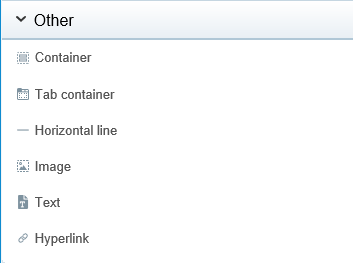 Other
Container
Tab container
Horizontal line
Image
Text
Hyperlink